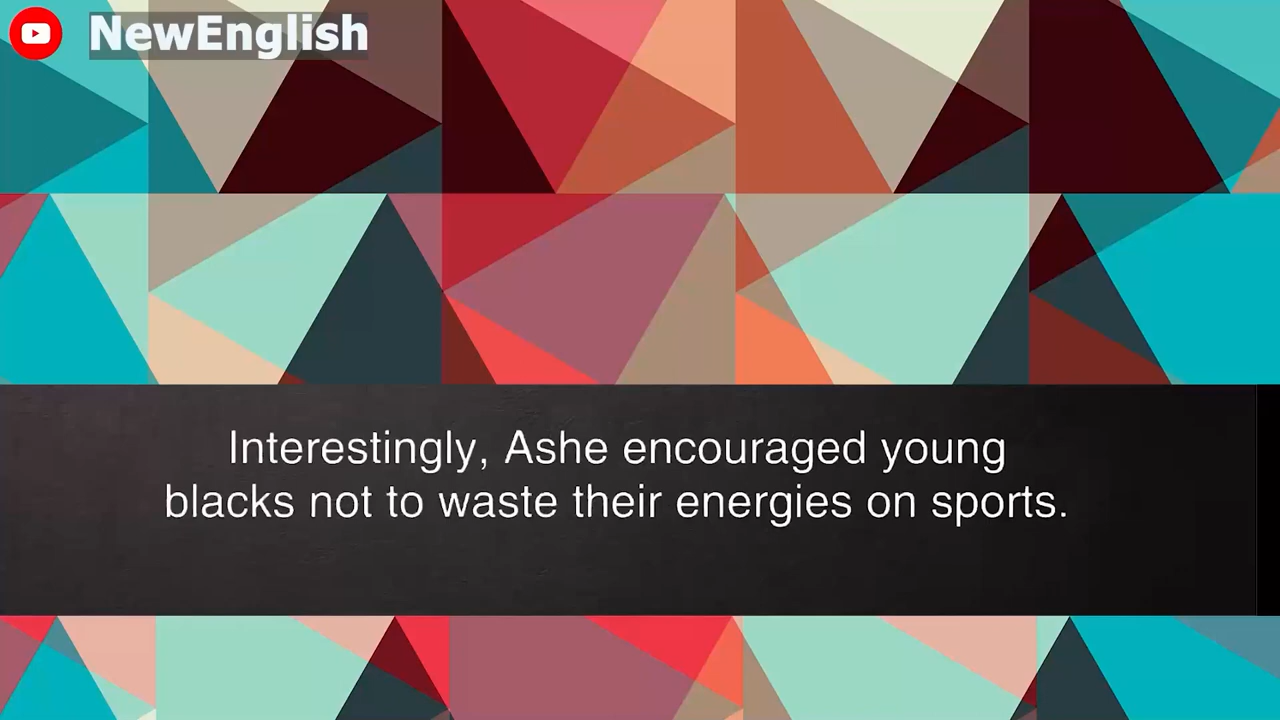 NewEnglish
Interestingly, Ashe encouraged young
blacks not to waste their energies on sports.